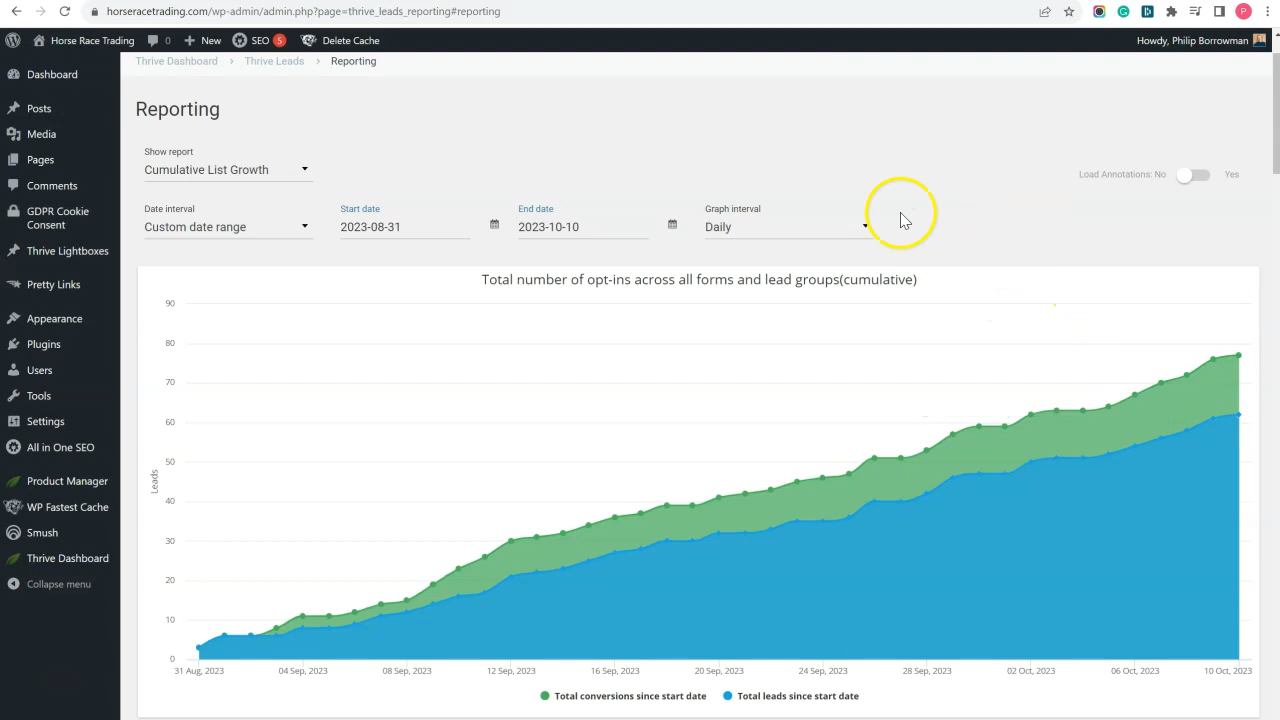 horseracetrading.com/wp-admin/admin.php?page=thrive_leads_reporting#reporting
P
Horse Race Trading 0 New SEO 5 Delete Cache Howdy, Philip Borrowman
Dashboard
Posts
Media
Pages
Comments
GDPR Cookie
Consent
Thrive Lightboxes
Pretty Links
Appearance
Plugins
Users
Tools
Settings
All in One SEO
Product Manager
WP Fastest Cache
Smush
Thrive Dashboard
Collapse menu
Thrive Dashboard > Thrive Leads > Reporting
Reporting
Show report
Cumulative List Growth
Load Annotations: No Yes
Date interval Start date End date Graph interval
Custom date range 2023-08-31 2023-10-10 Daily
Total number of opt-ins across all forms and lead groups(cumulative)
90
80
70
60
50
40
30
20
10
0
Leads
31 Aug, 2023 04 Sep, 2023 08 Sep, 2023 12 Sep, 2023 16 Sep, 2023 20 Sep, 2023 24 Sep, 2023 28 Sep, 2023 02 Oct, 2023 06 Oct, 2023 10 Oct, 2023
Total conversions since start date Total leads since start date